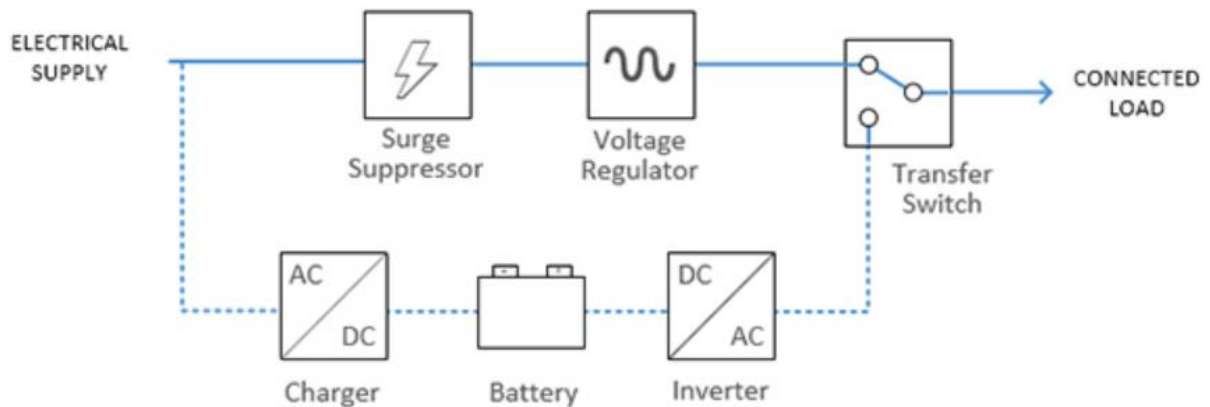 ELECTRICAL
SUPPLY
Surge
Suppressor
Voltage
Regulator
Transfer
Switch
CONNECTED
LOAD
AC
DC
Charger
Battery
DC
AC
Inverter